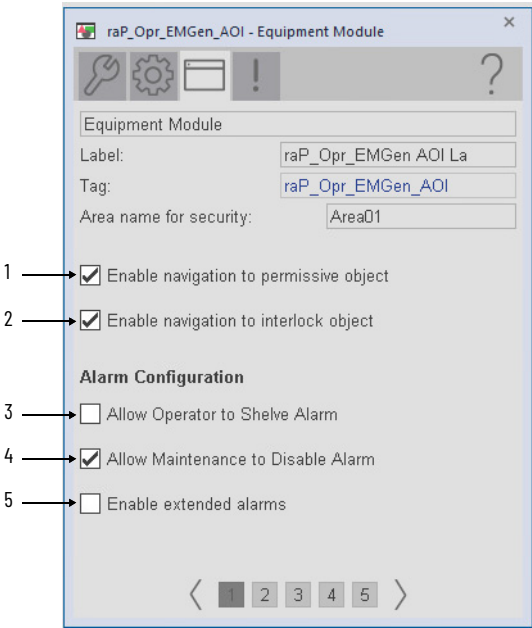 raP_Opr_EMGen_AOI - Equipment Module
Equipment Module
Label: raP_Opr_EMGen AOI La
Tag: raP_Opr_EMGen_AOI
Area name for security: Area01
1 Enable navigation to permissive object
2 Enable navigation to interlock object
Alarm Configuration
3 Allow Operator to Shelve Alarm
4 Allow Maintenance to Disable Alarm
5 Enable extended alarms
1 2 3 4 5